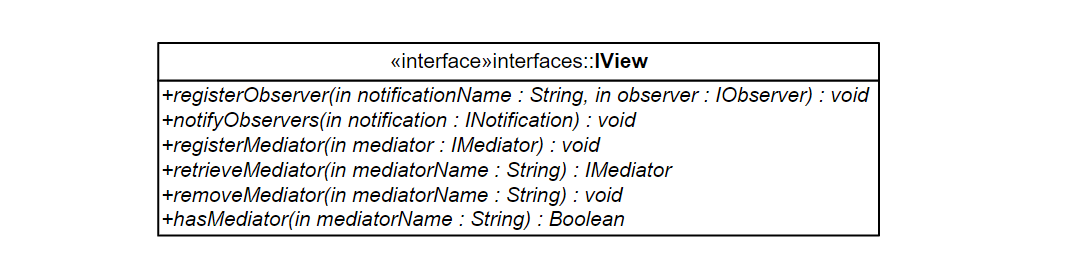 «interface»interfaces::IView
+registerObserver(in notificationName : String, in observer : IObserver) : void
+notifyObservers(in notification : INotification) : void
+registerMediator(in mediator : IMediator) : void
+retrieveMediator(in mediatorName : String) : IMediator
+removeMediator(in mediatorName : String) : void
+hasMediator(in mediatorName : String) : Boolean